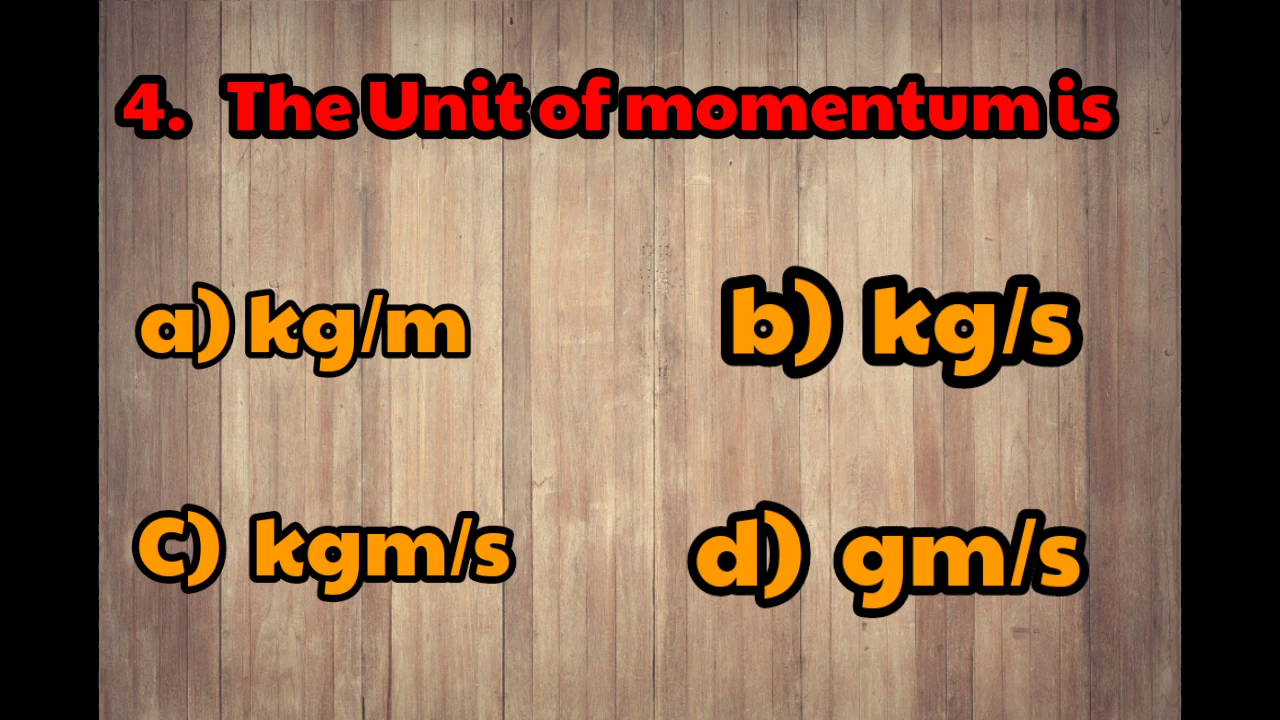 4. The Unit of momentum is
a) kg/m b) kg/s
C) kgm/s d) gm/s